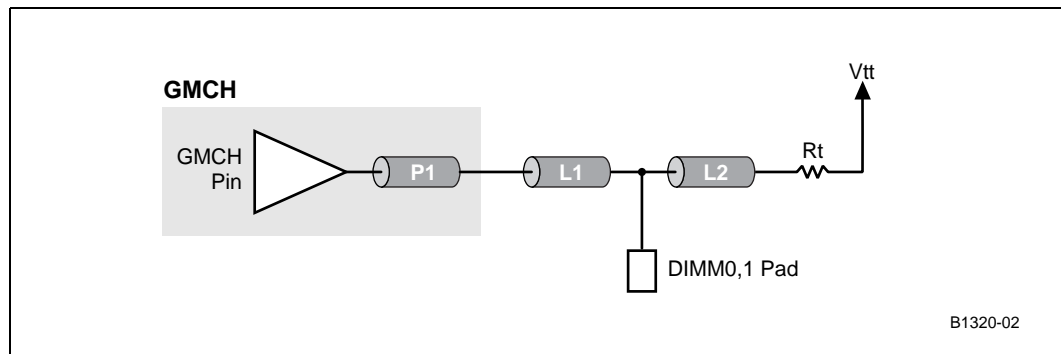 GMCH
GMCH
Pin
P1
L1
L2
Rt
Vtt
DIMM0,1 Pad
B1320-02